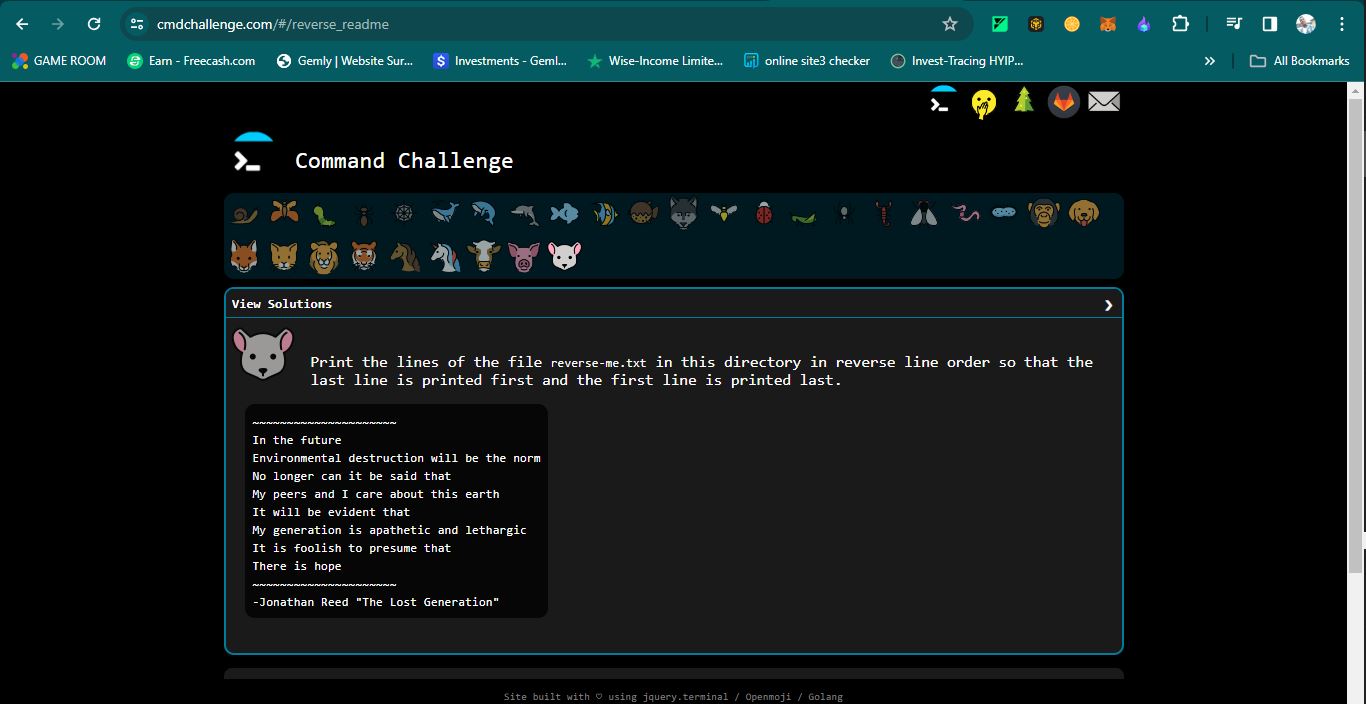 cmdchallenge.com/#/reverse_readme
GAME ROOM
Earn - Freecash.com
Gemly | Website Sur...
Investments - Geml...
Wise-Income Limite...
online site3 checker
Invest-Tracing HYIP...
»
All Bookmarks
Command Challenge
View Solutions
Print the lines of the file reverse-me.txt in this directory in reverse line order so that the
last line is printed first and the first line is printed last.
~~~~~~~~~~~~~~~~~~~~~
In the future
Environmental destruction will be the norm
No longer can it be said that
My peers and I care about this earth
It will be evident that
My generation is apathetic and lethargic
It is foolish to presume that
There is hope
~~~~~~~~~~~~~~~~~~~~~
-Jonathan Reed "The Lost Generation"
Site built with ♡ using jquery.terminal / Openmoji / Golang